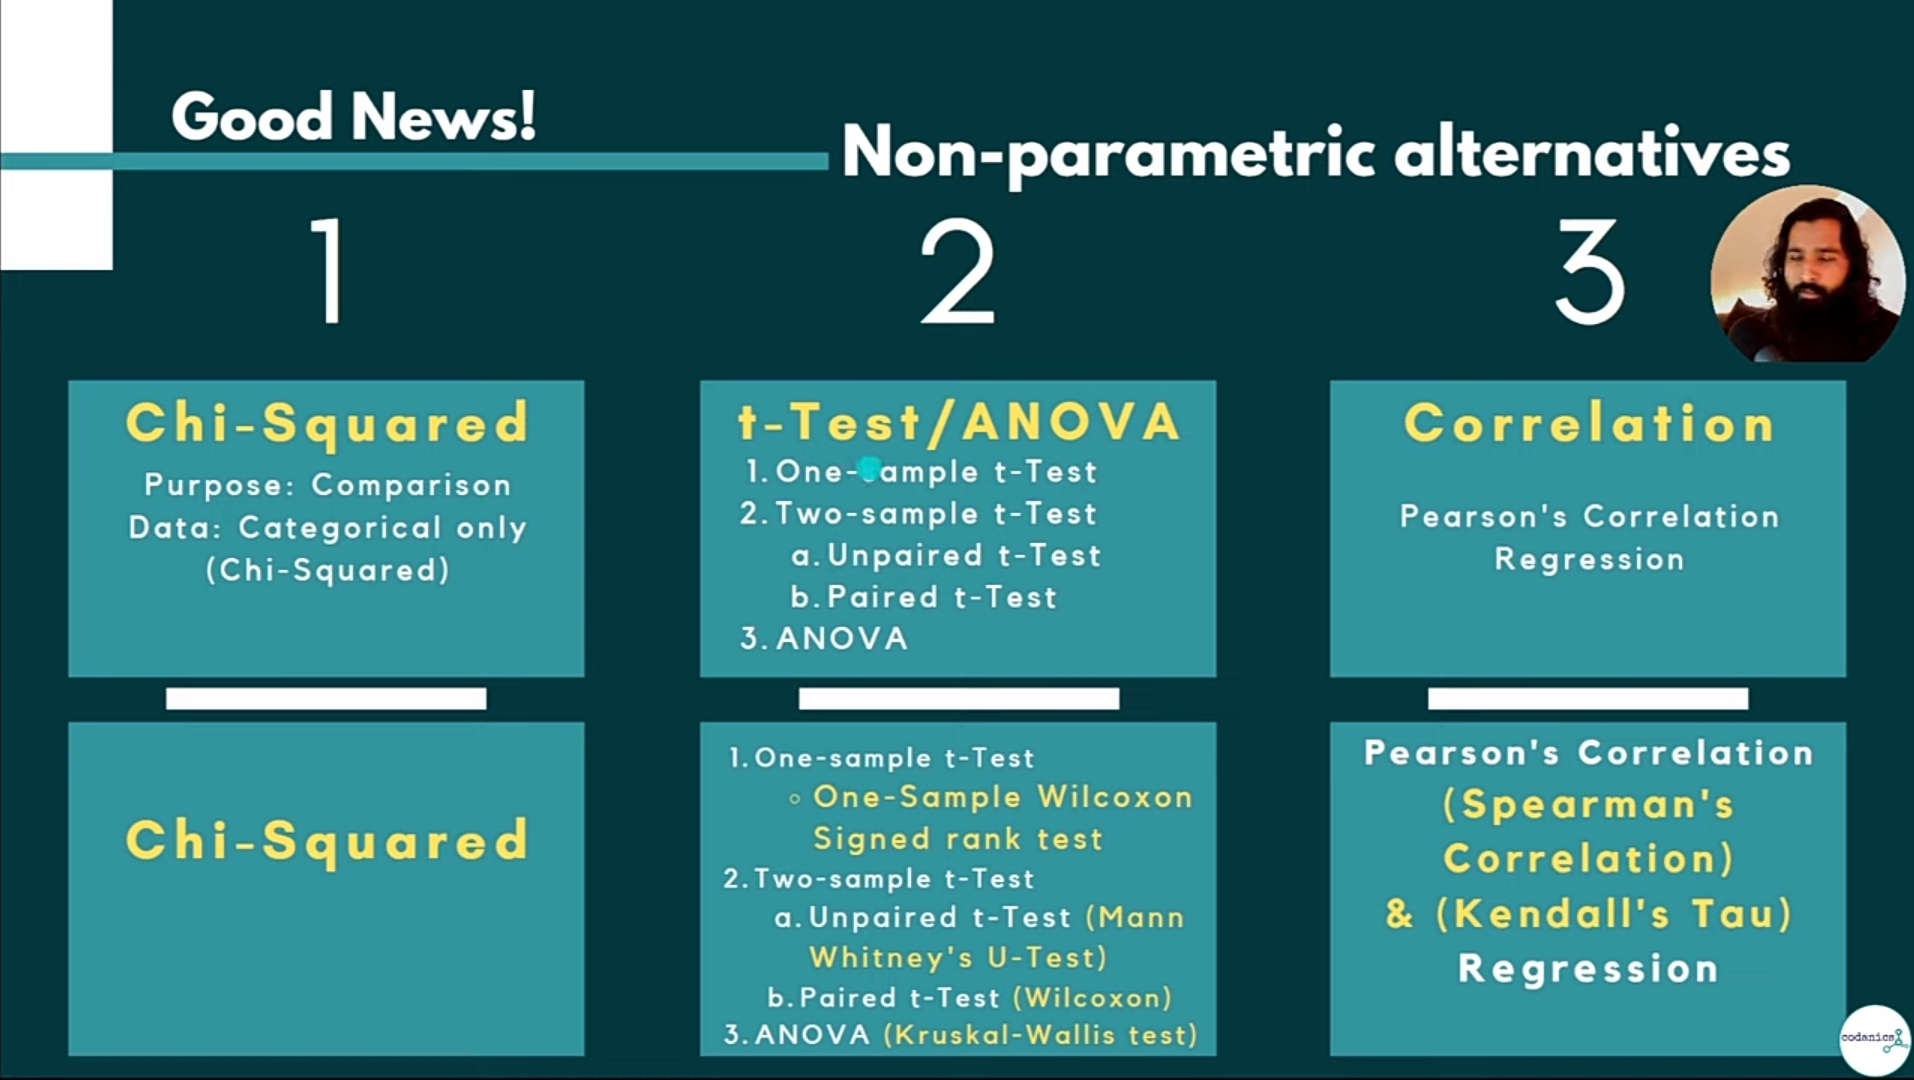 Good News!
Non-parametric alternatives
1
2
3
Chi-Squared
Purpose: Comparison
Data: Categorical only
(Chi-Squared)
t-Test/ANOVA
1. One-sample t-Test
2. Two-sample t-Test
a. Unpaired t-Test
b. Paired t-Test
3. ANOVA
Correlation
Pearson's Correlation
Regression
Chi-Squared
1. One-sample t-Test
One-Sample Wilcoxon
Signed rank test
2. Two-sample t-Test
a. Unpaired t-Test (Mann
Whitney's U-Test)
b. Paired t-Test (Wilcoxon)
3. ANOVA (Kruskal-Wallis test)
Pearson's Correlation
(Spearman's
Correlation)
& (Kendall's Tau)
Regression
codanics